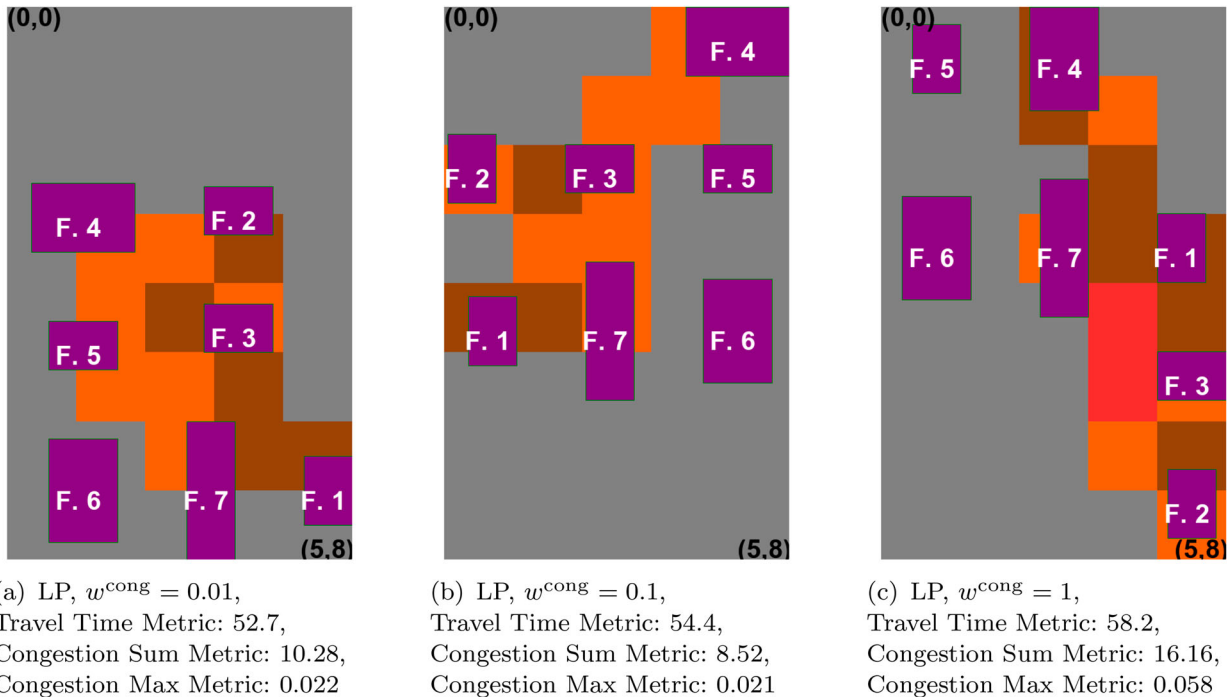 (0,0)
F. 4
F. 2
F. 3
F. 5
F. 6
F. 7
F. 1
(5,8)
(a) LP, w^cong = 0.01,
Travel Time Metric: 52.7,
Congestion Sum Metric: 10.28,
Congestion Max Metric: 0.022
(0,0)
F. 4
F. 2
F. 3
F. 5
F. 1
F. 7
F. 6
(5,8)
(b) LP, w^cong = 0.1,
Travel Time Metric: 54.4,
Congestion Sum Metric: 8.52,
Congestion Max Metric: 0.021
(0,0)
F. 5
F. 4
F. 6
F. 7
F. 1
F. 3
F. 2
(5,8)
(c) LP, w^cong = 1,
Travel Time Metric: 58.2,
Congestion Sum Metric: 16.16,
Congestion Max Metric: 0.058